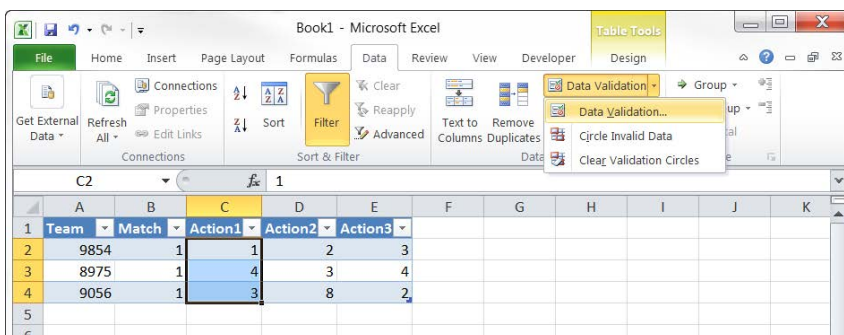 Book1 - Microsoft Excel Table Tools
File Home Insert Page Layout Formulas Data Review View Developer Design
Connections Clear Data Validation Group
Properties Reapply Data Validation... up
Get External Data Refresh All Edit Links Sort Filter Advanced Text to Columns Remove Duplicates Circle Invalid Data
Connections Sort & Filter Data Clear Validation Circles
C2 fx 1
A B C D E F G H I J K
1 Team Match Action1 Action2 Action3
2 9854 1 1 2 3
3 8975 1 4 3 4
4 9056 1 3 8 2
5